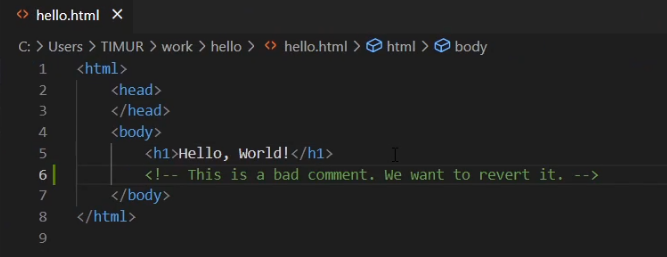 hello.html
C: > Users > TIMUR > work > hello > hello.html > html > body
1 <html>
2     <head>
3     </head>
4     <body>
5         <h1>Hello, World!</h1>
6         <!-- This is a bad comment. We want to revert it. -->
7     </body>
8 </html>
9